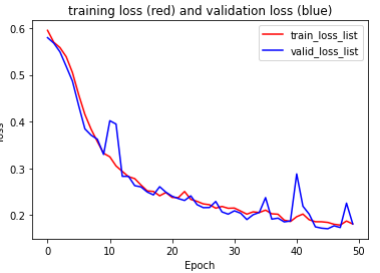 training loss (red) and validation loss (blue)
0.6
0.5
0.4
0.3
0.2
loss
train_loss_list
valid_loss_list
0
10
20
30
40
50
Epoch